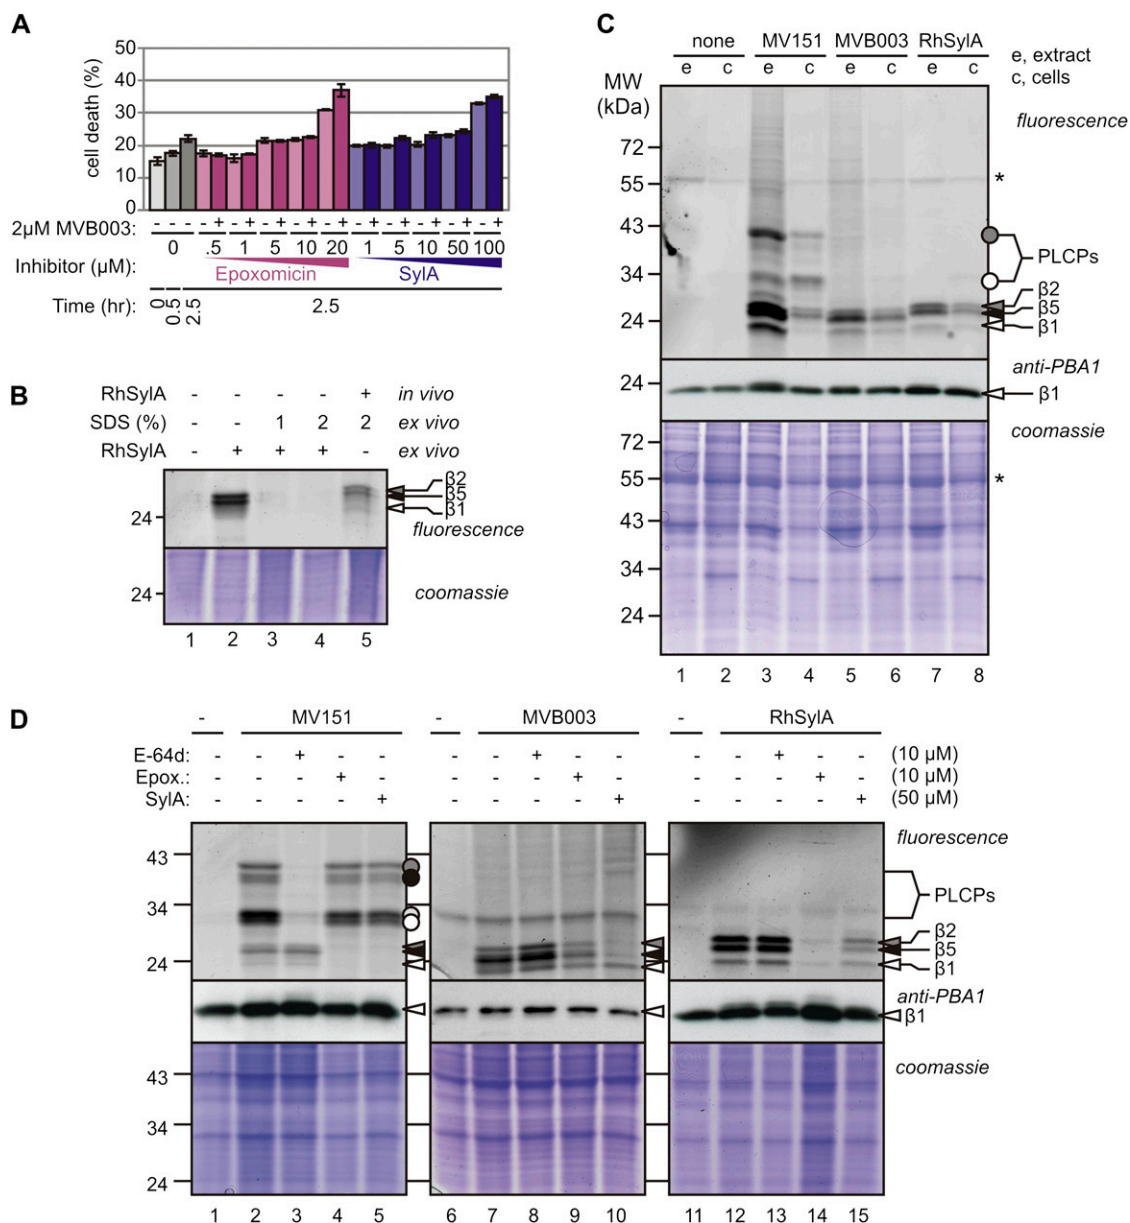 A
50
40
30
20
10
0
cell death (%)
2µM MVB003: - - - - + - + - + - + - + - + - + - + - + - +
0 .5 1 5 10 20 1 5 10 50 100
Inhibitor (µM): Epoxomicin SylA
Time (hr): 0 0.5 2.5 2.5
B
RhSylA - - - - + in vivo
SDS (%) - - 1 2 2 ex vivo
RhSylA - + + + - ex vivo
β2
β5
24 β1
fluorescence
24 coomassie
1 2 3 4 5
C
none MV151 MVB003 RhSylA
e c e c e c e c
e, extract
c, cells
MW
(kDa)
fluorescence
72
55 *
43
PLCPs
34
β2
β5
24 β1
anti-PBA1
24 β1
coomassie
72
55 *
43
34
24
1 2 3 4 5 6 7 8
D
- MV151 - MVB003 - RhSylA
E-64d: - - + - - - - + - - - - + - - (10 µM)
Epox.: - - - + - - - - + - - - - + - (10 µM)
SylA: - - - - + - - - - + - - - - + (50 µM)
fluorescence
43
PLCPs
34
β2
β5
24 β1
anti-PBA1
β1
coomassie
43
34
24
1 2 3 4 5 6 7 8 9 10 11 12 13 14 15